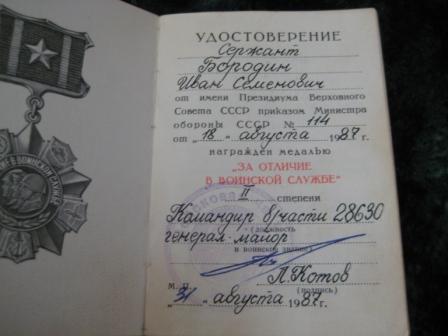 УДОСТОВЕРЕНИЕ
Сержант
Бородин
Иван Семенович
от имени Президиума Верховного
Совета СССР приказом Министра
обороны СССР № 114
от „18" августа 1987 г.
награжден медалью
„ЗА ОТЛИЧИЕ
В ВОИНСКОЙ СЛУЖБЕ"
II степени
Командир в/части 28630
(должность
генерал-майор
и воинское звание)
Л. Котов
(подпись)
М. П.
„31" августа 1987 г.